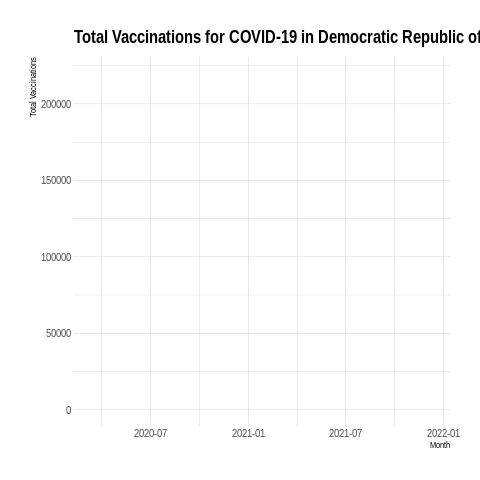 Total Vaccinations for COVID-19 in Democratic Republic of
Total Vaccinations
200000
150000
100000
50000
0
2020-07 2021-01 2021-07 2022-01
Month